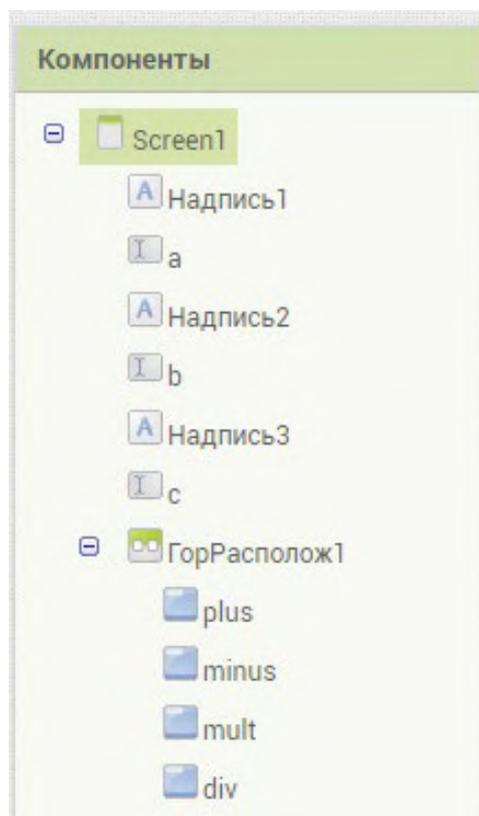 Компоненты
Screen1
Надпись1
a
Надпись2
b
Надпись3
c
ГорРасполож1
plus
minus
mult
div